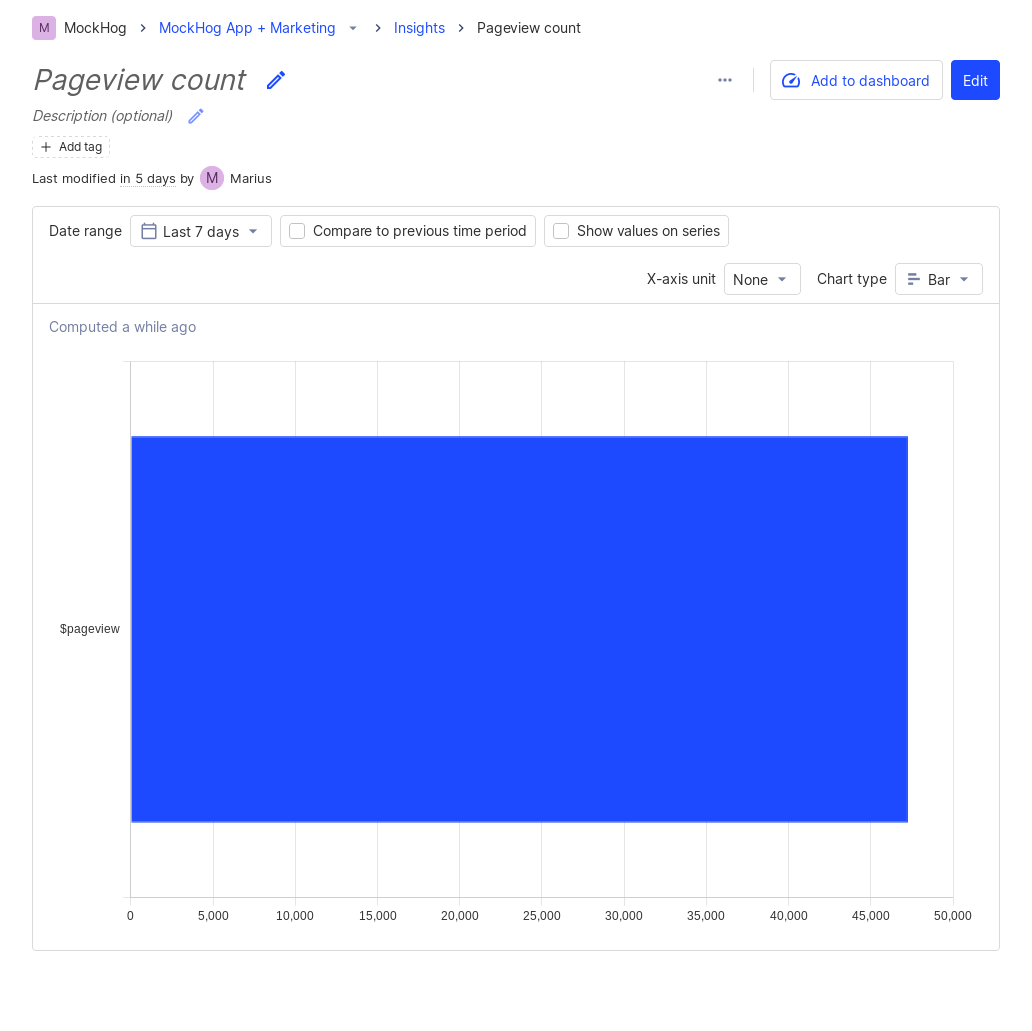 M MockHog MockHog App + Marketing Insights Pageview count
Pageview count
Add to dashboard Edit
Description (optional)
Add tag
Last modified in 5 days by M Marius
Date range Last 7 days Compare to previous time period Show values on series
X-axis unit None Chart type Bar
Computed a while ago
$pageview
0 5,000 10,000 15,000 20,000 25,000 30,000 35,000 40,000 45,000 50,000